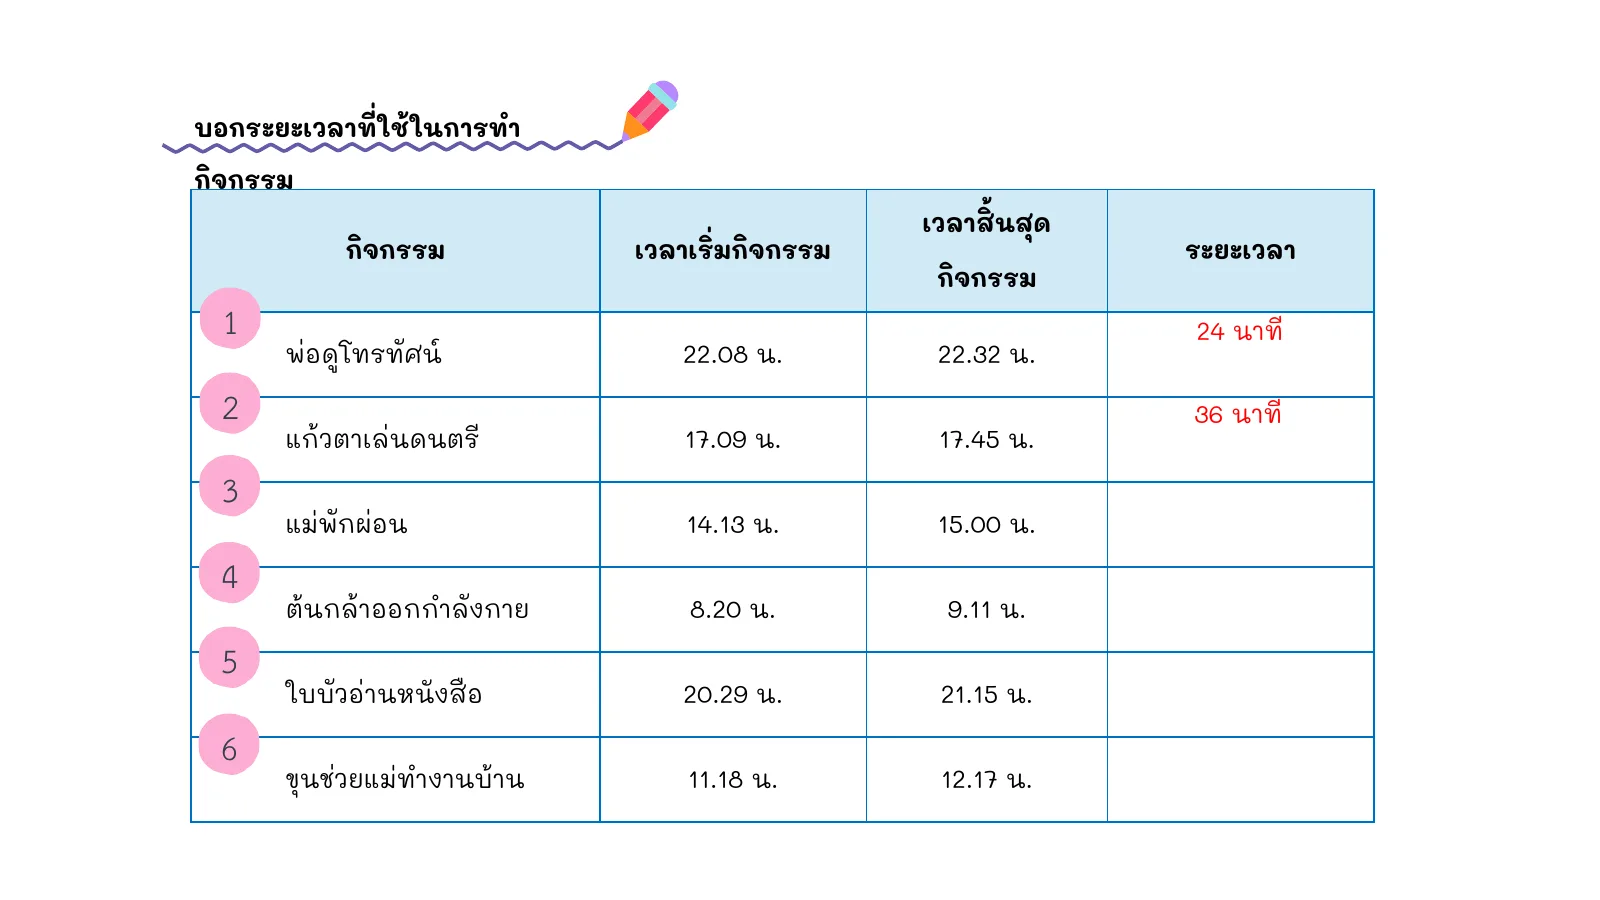 บอกระยะเวลาที่ใช้ในการทำ
กิจกรรม
กิจกรรม เวลาเริ่มกิจกรรม เวลาสิ้นสุด กิจกรรม ระยะเวลา
1 พ่อดูโทรทัศน์ 22.08 น. 22.32 น. 24 นาที
2 แก้วตาเล่นดนตรี 17.09 น. 17.45 น. 36 นาที
3 แม่พักผ่อน 14.13 น. 15.00 น.
4 ต้นกล้าออกกำลังกาย 8.20 น. 9.11 น.
5 ใบบัวอ่านหนังสือ 20.29 น. 21.15 น.
6 ขุนช่วยแม่ทำงานบ้าน 11.18 น. 12.17 น.